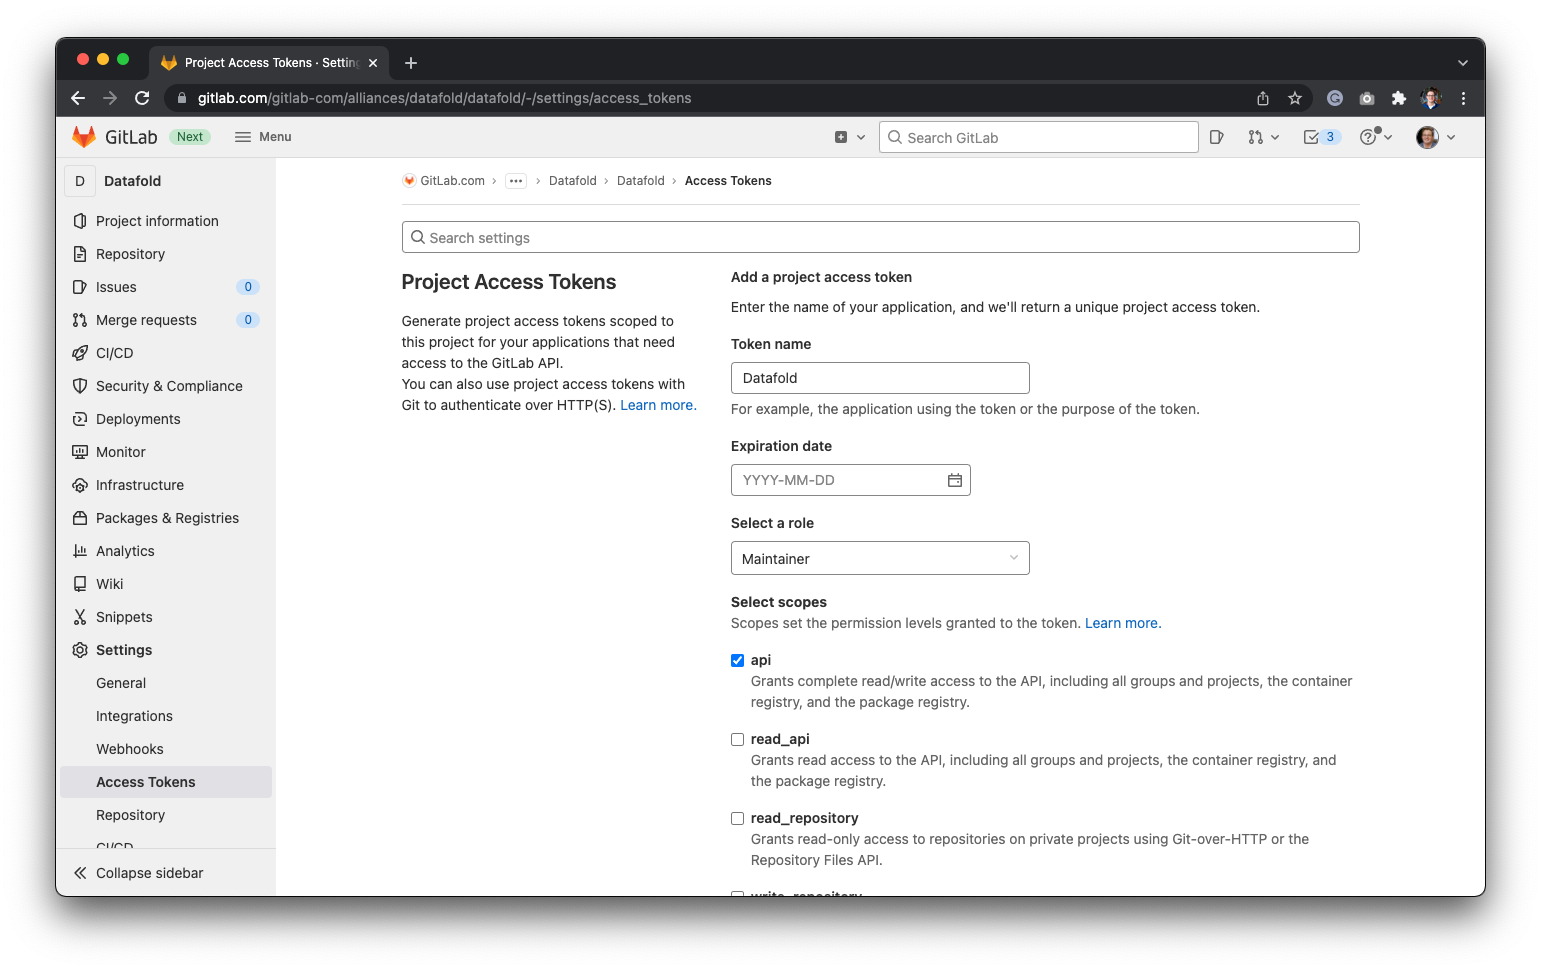 Project Access Tokens · Settin
gitlab.com/gitlab-com/alliances/datafold/datafold/-/settings/access_tokens
GitLab Next Menu Search GitLab 3
D Datafold
Project information
Repository
Issues 0
Merge requests 0
CI/CD
Security & Compliance
Deployments
Monitor
Infrastructure
Packages & Registries
Analytics
Wiki
Snippets
Settings
General
Integrations
Webhooks
Access Tokens
Repository
CI/CD
Collapse sidebar
GitLab.com › ••• › Datafold › Datafold › Access Tokens
Search settings
Project Access Tokens
Generate project access tokens scoped to
this project for your applications that need
access to the GitLab API.
You can also use project access tokens with
Git to authenticate over HTTP(S). Learn more.
Add a project access token
Enter the name of your application, and we'll return a unique project access token.
Token name
Datafold
For example, the application using the token or the purpose of the token.
Expiration date
YYYY-MM-DD
Select a role
Maintainer
Select scopes
Scopes set the permission levels granted to the token. Learn more.
api
Grants complete read/write access to the API, including all groups and projects, the container
registry, and the package registry.
read_api
Grants read access to the API, including all groups and projects, the container registry, and
the package registry.
read_repository
Grants read-only access to repositories on private projects using Git-over-HTTP or the
Repository Files API.
write_repository